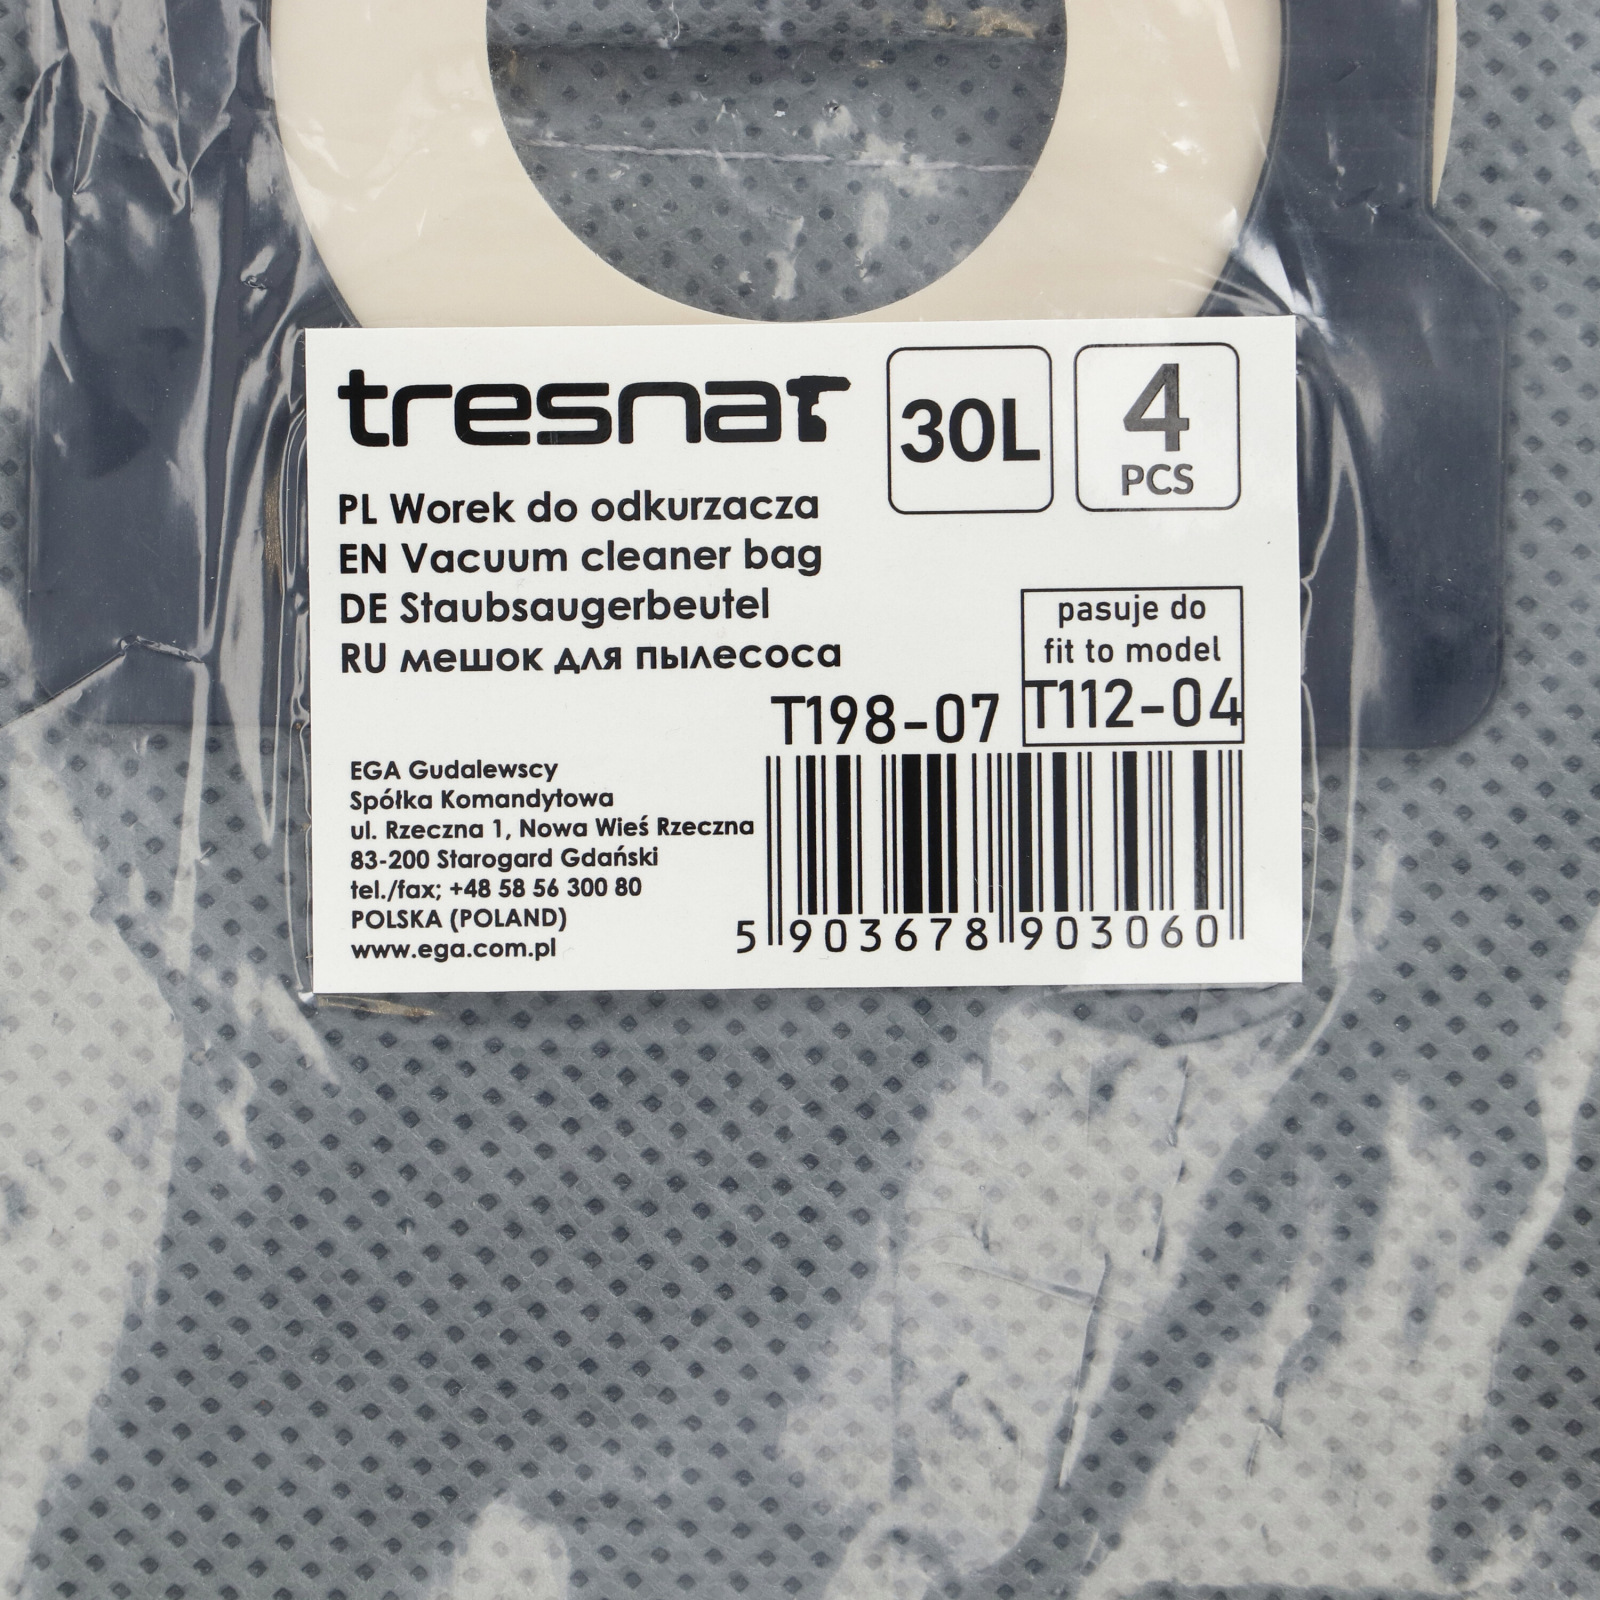 tresnar
30L
4
PCS
PL Worek do odkurzacza
EN Vacuum cleaner bag
DE Staubsaugerbeutel
RU мешок для пылесоса
pasuje do
fit to model
T112-04
T198-07
EGA Gudalewscy
Spółka Komandytowa
ul. Rzeczna 1, Nowa Wieś Rzeczna
83-200 Starogard Gdański
tel./fax; +48 58 56 300 80
POLSKA (POLAND)
www.ega.com.pl
5 903678 903060